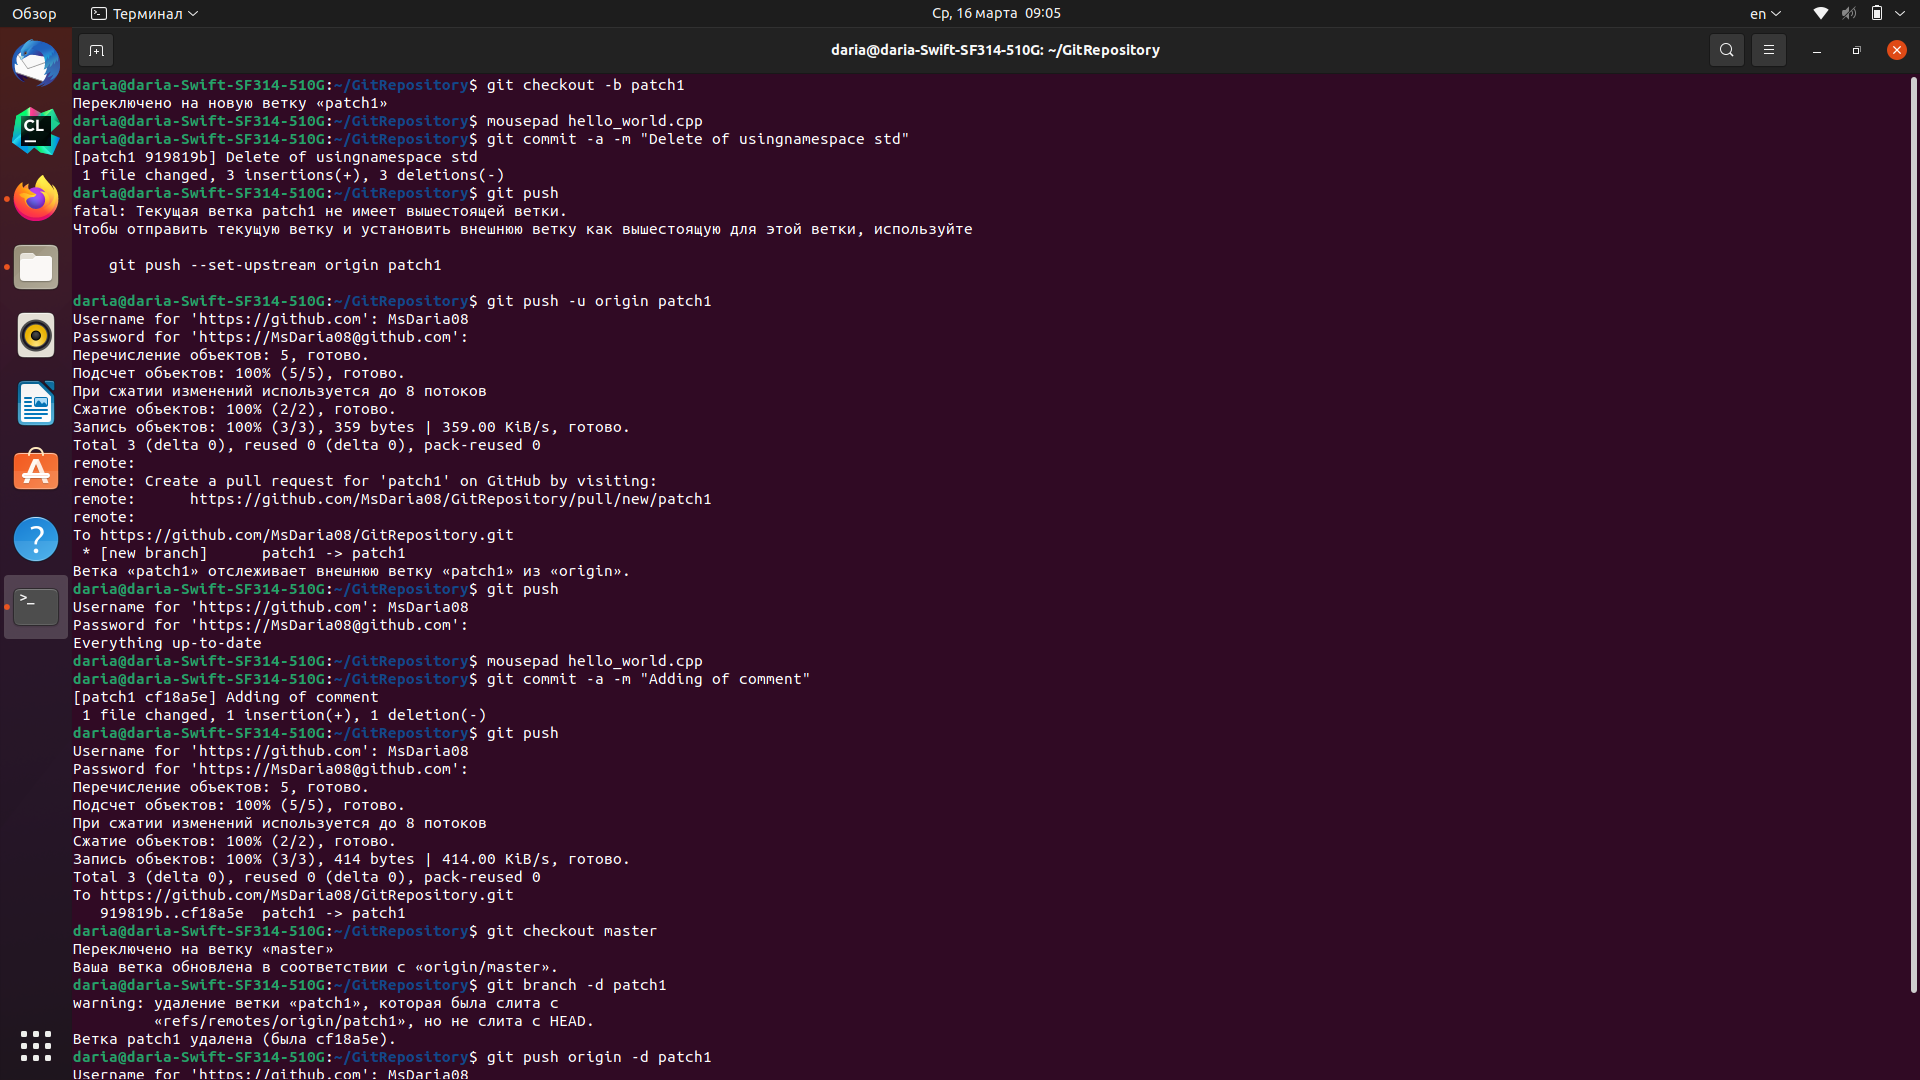 Обзор
Терминал
Ср, 16 марта 09:05
en
daria@daria-Swift-SF314-510G: ~/GitRepository
daria@daria-Swift-SF314-510G:~/GitRepository$ git checkout -b patch1
Переключено на новую ветку «patch1»
daria@daria-Swift-SF314-510G:~/GitRepository$ mousepad hello_world.cpp
daria@daria-Swift-SF314-510G:~/GitRepository$ git commit -a -m "Delete of usingnamespace std"
[patch1 919819b] Delete of usingnamespace std
 1 file changed, 3 insertions(+), 3 deletions(-)
daria@daria-Swift-SF314-510G:~/GitRepository$ git push
fatal: Текущая ветка patch1 не имеет вышестоящей ветки.
Чтобы отправить текущую ветку и установить внешнюю ветку как вышестоящую для этой ветки, используйте
    git push --set-upstream origin patch1
daria@daria-Swift-SF314-510G:~/GitRepository$ git push -u origin patch1
Username for 'https://github.com': MsDaria08
Password for 'https://MsDaria08@github.com':
Перечисление объектов: 5, готово.
Подсчет объектов: 100% (5/5), готово.
При сжатии изменений используется до 8 потоков
Сжатие объектов: 100% (2/2), готово.
Запись объектов: 100% (3/3), 359 bytes | 359.00 KiB/s, готово.
Total 3 (delta 0), reused 0 (delta 0), pack-reused 0
remote:
remote: Create a pull request for 'patch1' on GitHub by visiting:
remote:      https://github.com/MsDaria08/GitRepository/pull/new/patch1
remote:
To https://github.com/MsDaria08/GitRepository.git
 * [new branch]      patch1 -> patch1
Ветка «patch1» отслеживает внешнюю ветку «patch1» из «origin».
daria@daria-Swift-SF314-510G:~/GitRepository$ git push
Username for 'https://github.com': MsDaria08
Password for 'https://MsDaria08@github.com':
Everything up-to-date
daria@daria-Swift-SF314-510G:~/GitRepository$ mousepad hello_world.cpp
daria@daria-Swift-SF314-510G:~/GitRepository$ git commit -a -m "Adding of comment"
[patch1 cf18a5e] Adding of comment
 1 file changed, 1 insertion(+), 1 deletion(-)
daria@daria-Swift-SF314-510G:~/GitRepository$ git push
Username for 'https://github.com': MsDaria08
Password for 'https://MsDaria08@github.com':
Перечисление объектов: 5, готово.
Подсчет объектов: 100% (5/5), готово.
При сжатии изменений используется до 8 потоков
Сжатие объектов: 100% (2/2), готово.
Запись объектов: 100% (3/3), 414 bytes | 414.00 KiB/s, готово.
Total 3 (delta 0), reused 0 (delta 0), pack-reused 0
To https://github.com/MsDaria08/GitRepository.git
   919819b..cf18a5e  patch1 -> patch1
daria@daria-Swift-SF314-510G:~/GitRepository$ git checkout master
Переключено на ветку «master»
Ваша ветка обновлена в соответствии с «origin/master».
daria@daria-Swift-SF314-510G:~/GitRepository$ git branch -d patch1
warning: удаление ветки «patch1», которая была слита с
         «refs/remotes/origin/patch1», но не слита с HEAD.
Ветка patch1 удалена (была cf18a5e).
daria@daria-Swift-SF314-510G:~/GitRepository$ git push origin -d patch1
Username for 'https://github.com': MsDaria08
CL